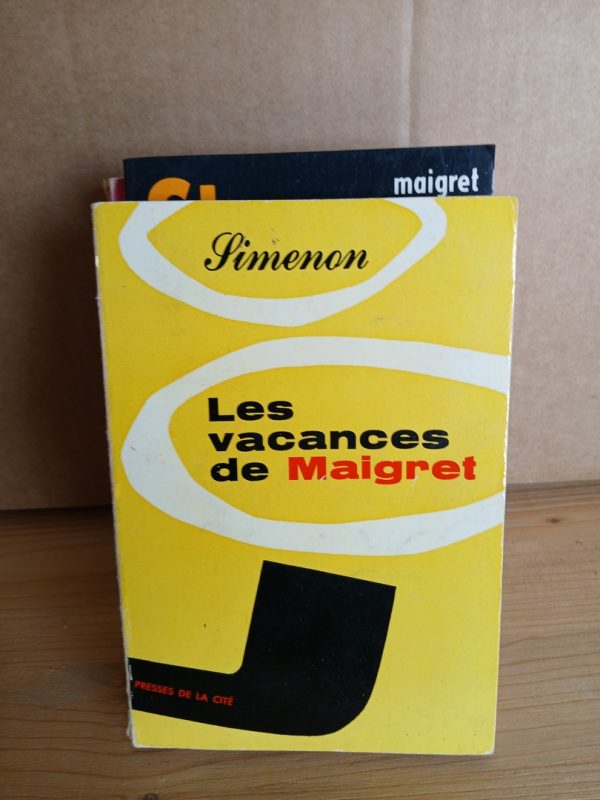 maigret
Simenon
Les
vacances
de Maigret
PRESSES DE LA CITÉ